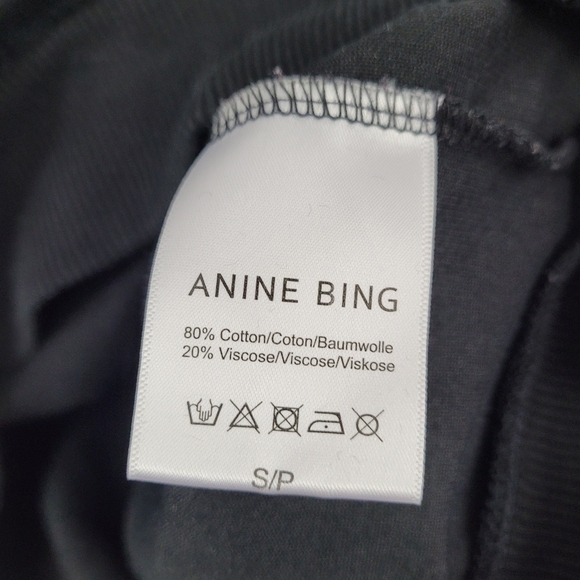 ANINE BING
80% Cotton/Coton/Baumwolle
20% Viscose/Viscose/Viskose
S/P